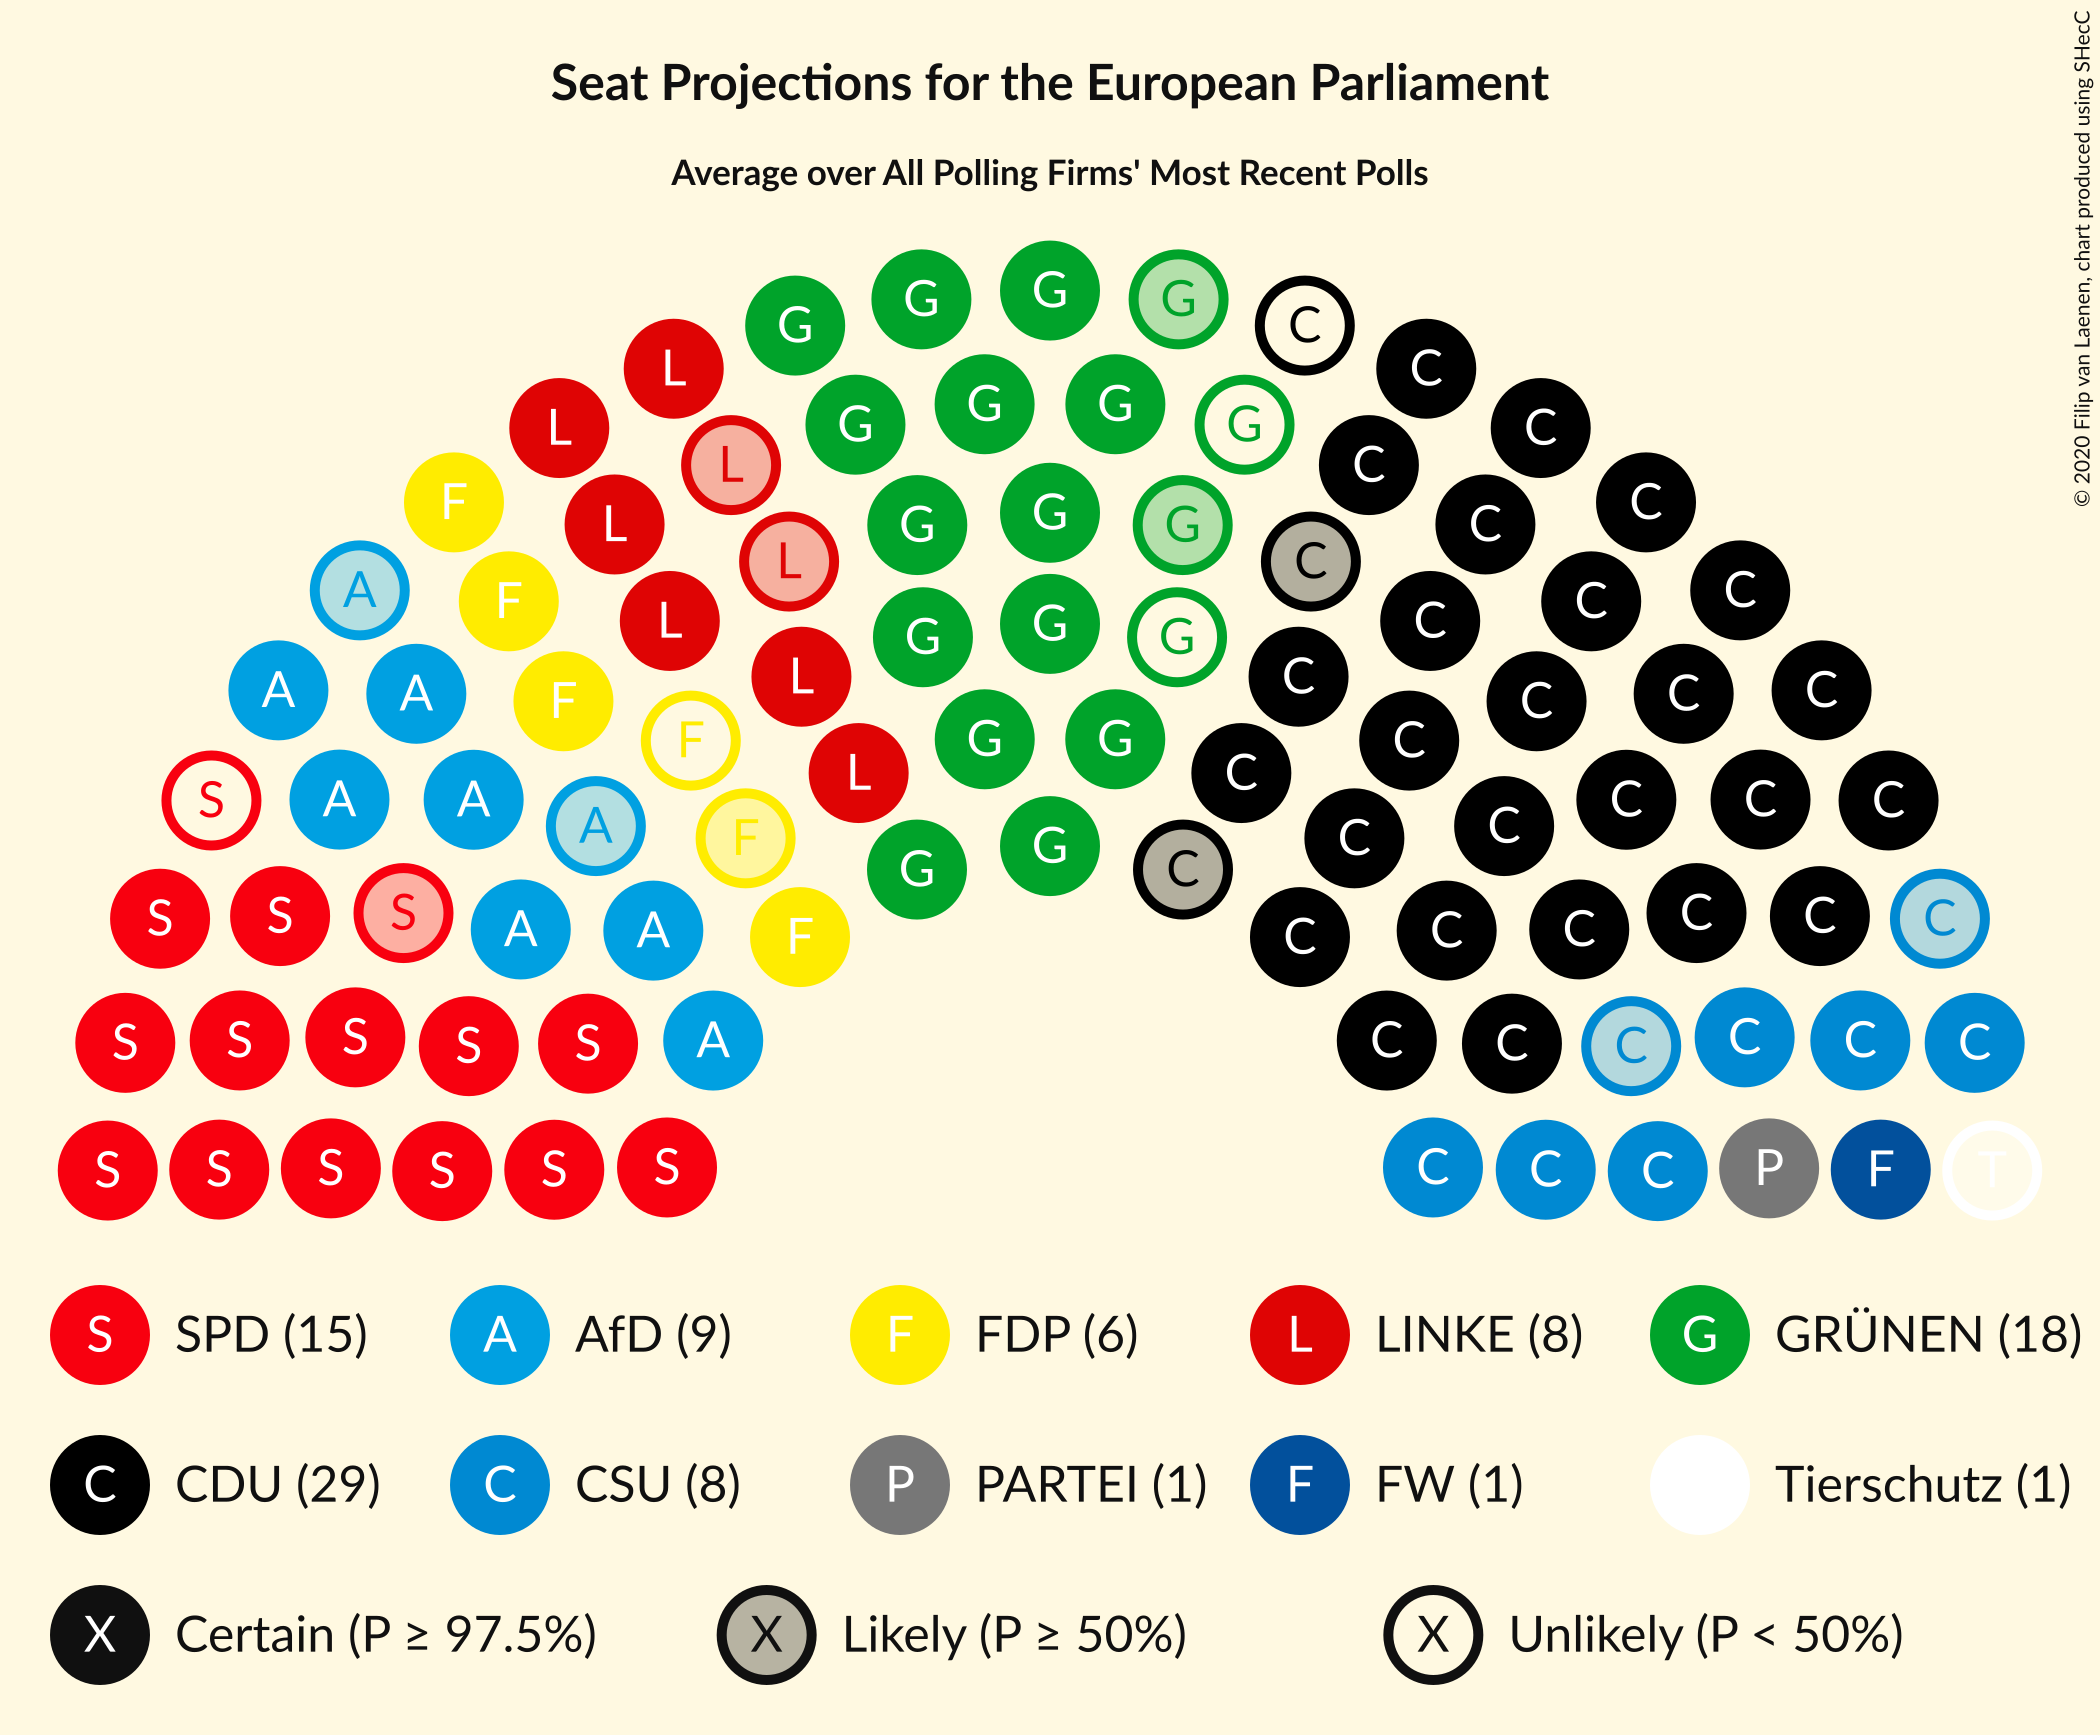 Seat Projections for the European Parliament
Average over All Polling Firms' Most Recent Polls
© 2020 Filip van Laenen, chart produced using SHecC
G G G G C
L G G G G C
L L G G G C C C
F L L G G G C C C
A F L L G G C C C C
A A F F L C C C C C
S A A A F G G C C C C C C
S S S A A F C C C C C C
S S S S S A C C C C C C
S S S S S S C C C P F T
S SPD (15)
A AfD (9)
F FDP (6)
L LINKE (8)
G GRÜNEN (18)
C CDU (29)
C CSU (8)
P PARTEI (1)
F FW (1)
Tierschutz (1)
X Certain (P ≥ 97.5%)
X Likely (P ≥ 50%)
X Unlikely (P < 50%)